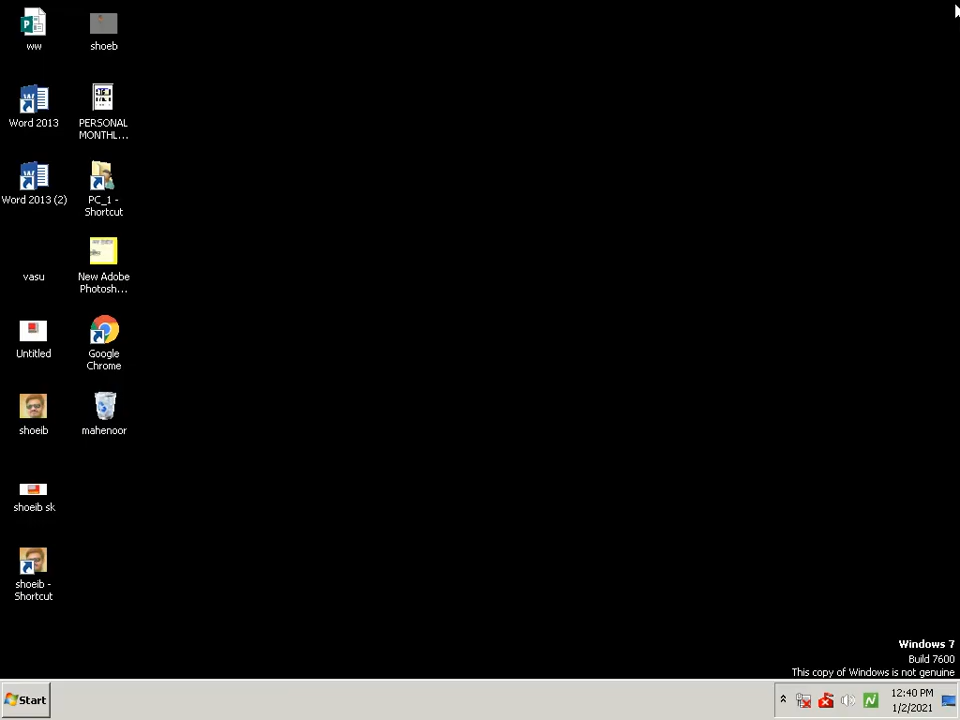 ww
shoeb
Word 2013
PERSONAL
MONTHL...
Word 2013 (2)
PC_1 -
Shortcut
vasu
New Adobe
Photosh...
Untitled
Google
Chrome
shoeib
mahenoor
shoeib sk
shoeib -
Shortcut
Windows 7
Build 7600
This copy of Windows is not genuine
Start
12:40 PM
1/2/2021